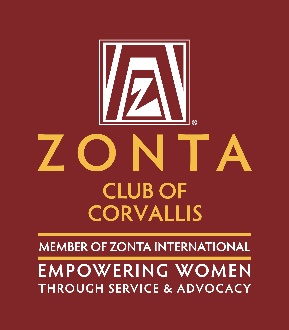 ®
ZONTA
CLUB OF
CORVALLIS
MEMBER OF ZONTA INTERNATIONAL
EMPOWERING WOMEN
THROUGH SERVICE & ADVOCACY